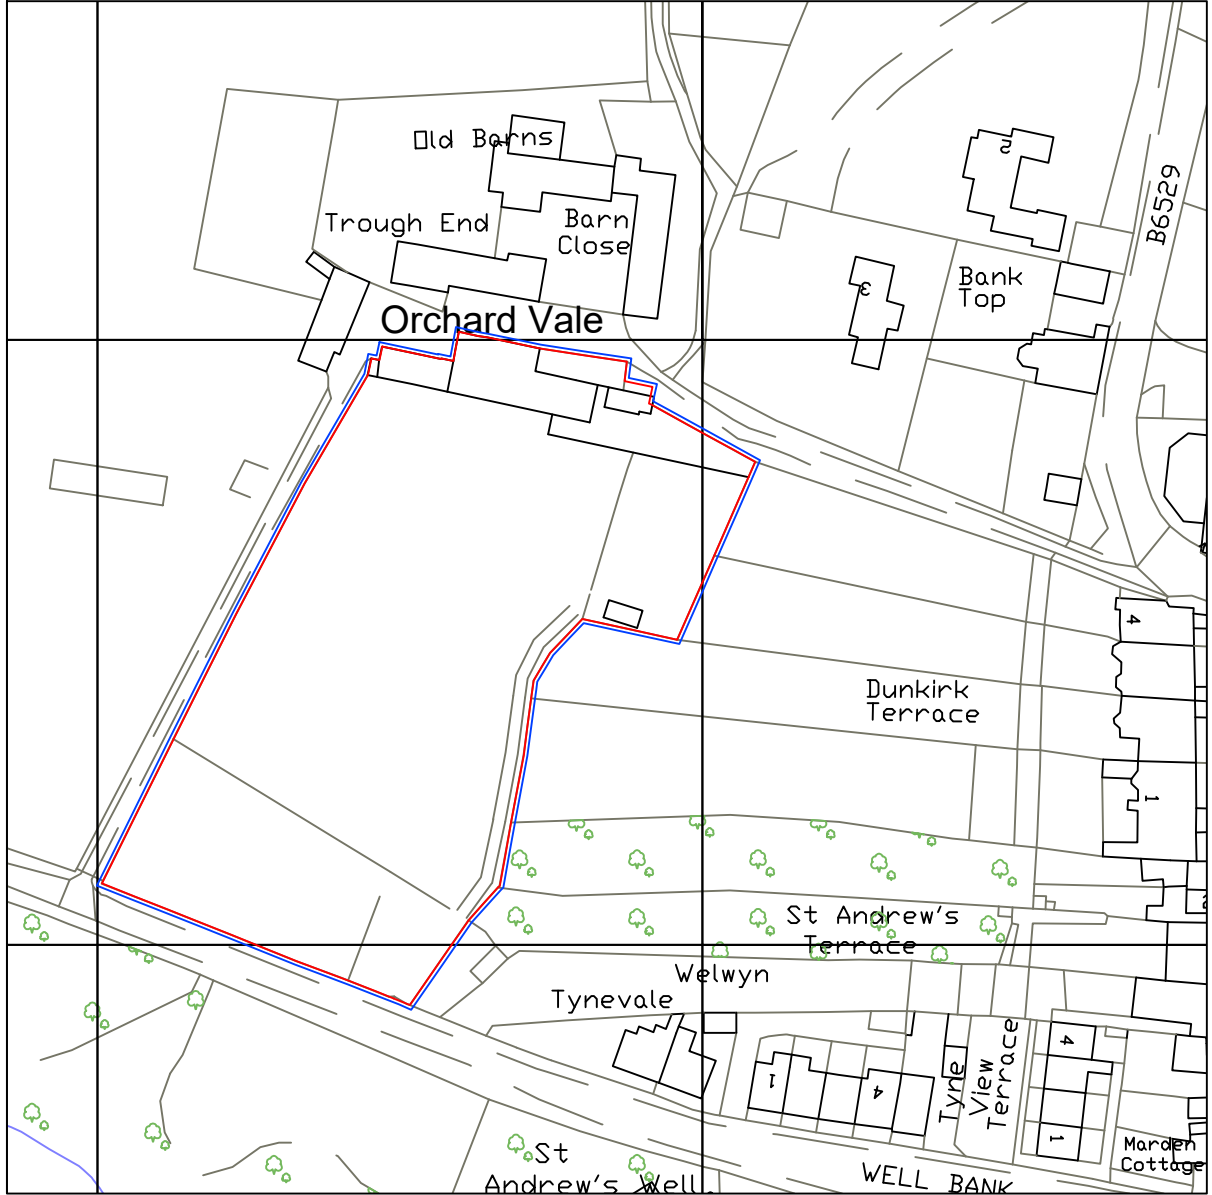 Old Barns
2
B6529
Trough End
Barn
Close
Bank
Top
3
Orchard Vale
4
Dunkirk
Terrace
1
St Andrew's
Terrace
Welwyn
Tynevale
1
4
Tyne
View
Terrace
4
1
Marden
Cottage
St
Andrew's Well
WELL BANK